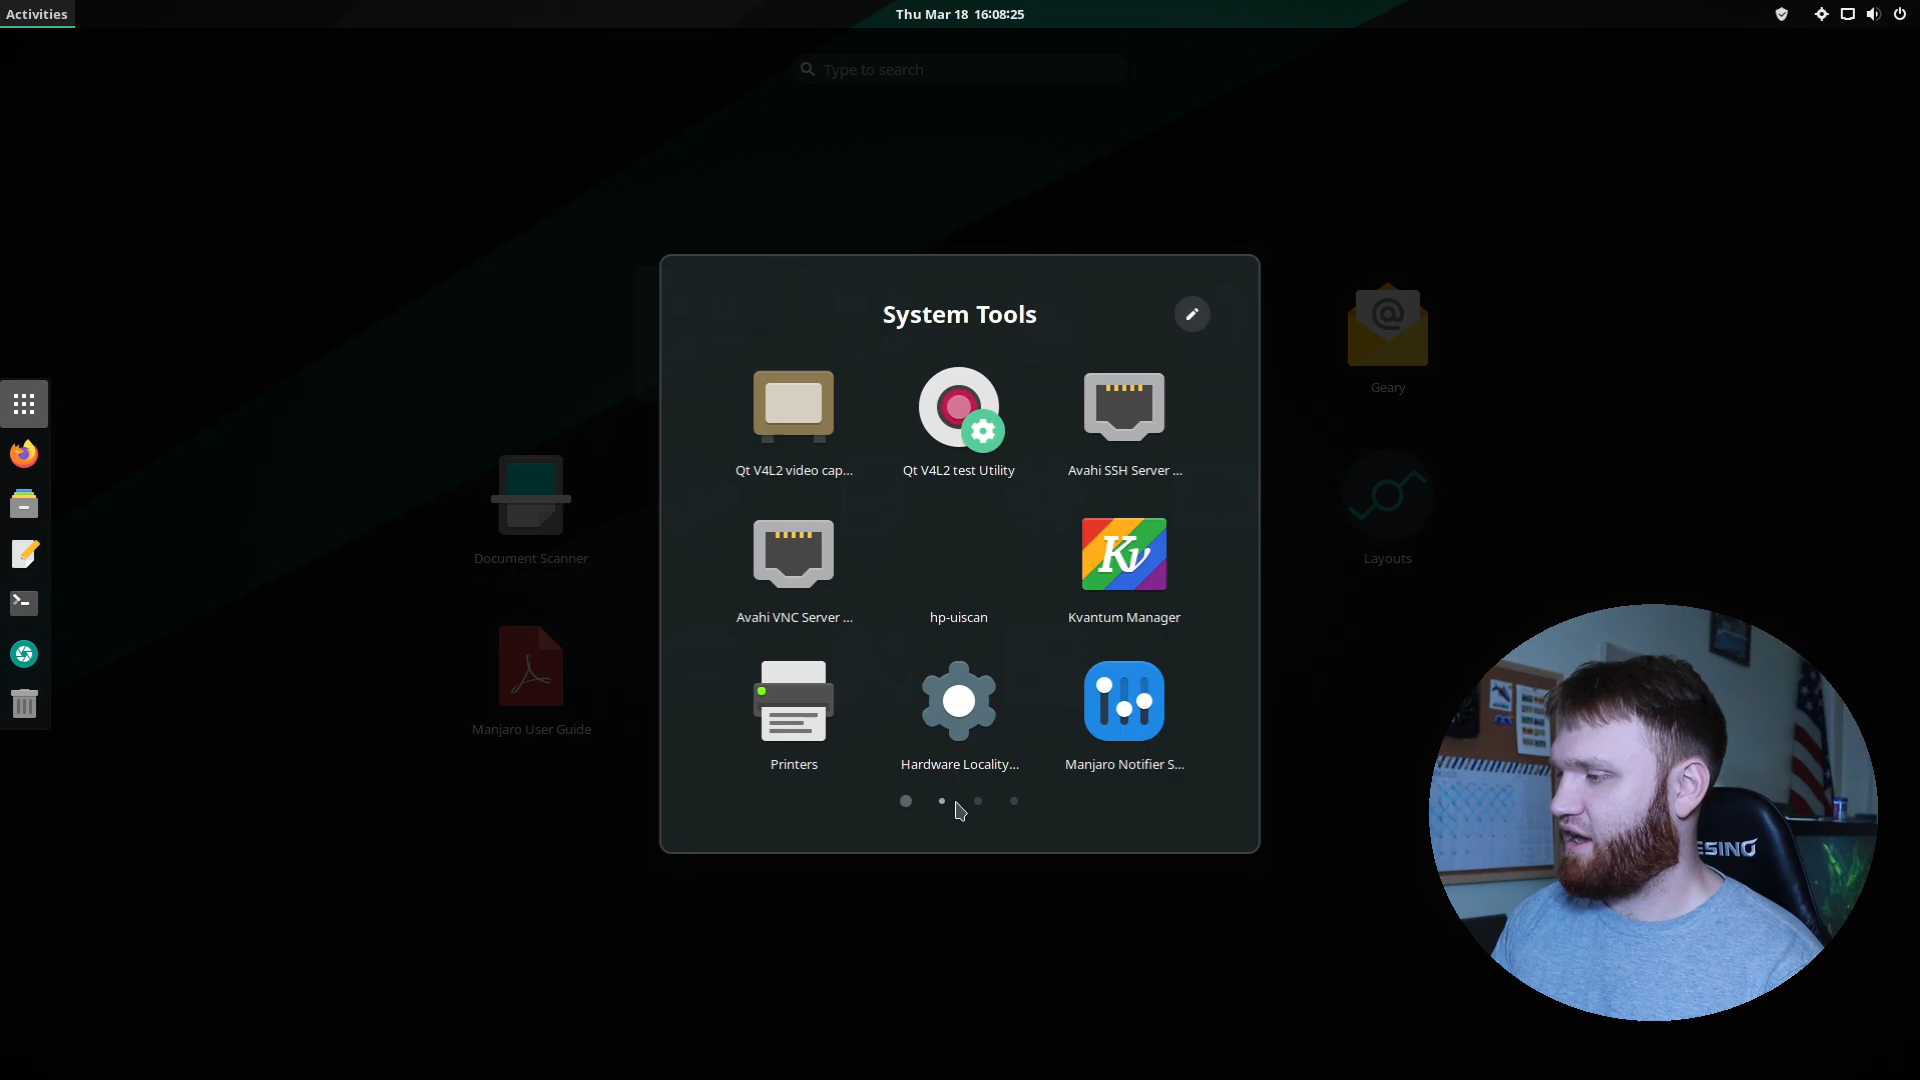 Activities
Thu Mar 18 16:08:25
Type to search
System Tools
Qt V4L2 video cap...
Qt V4L2 test Utility
Avahi SSH Server ...
Geary
Document Scanner
Layouts
Avahi VNC Server ...
hp-uiscan
Kv
Kvantum Manager
Manjaro User Guide
Printers
Hardware Locality...
Manjaro Notifier S...
ESINO